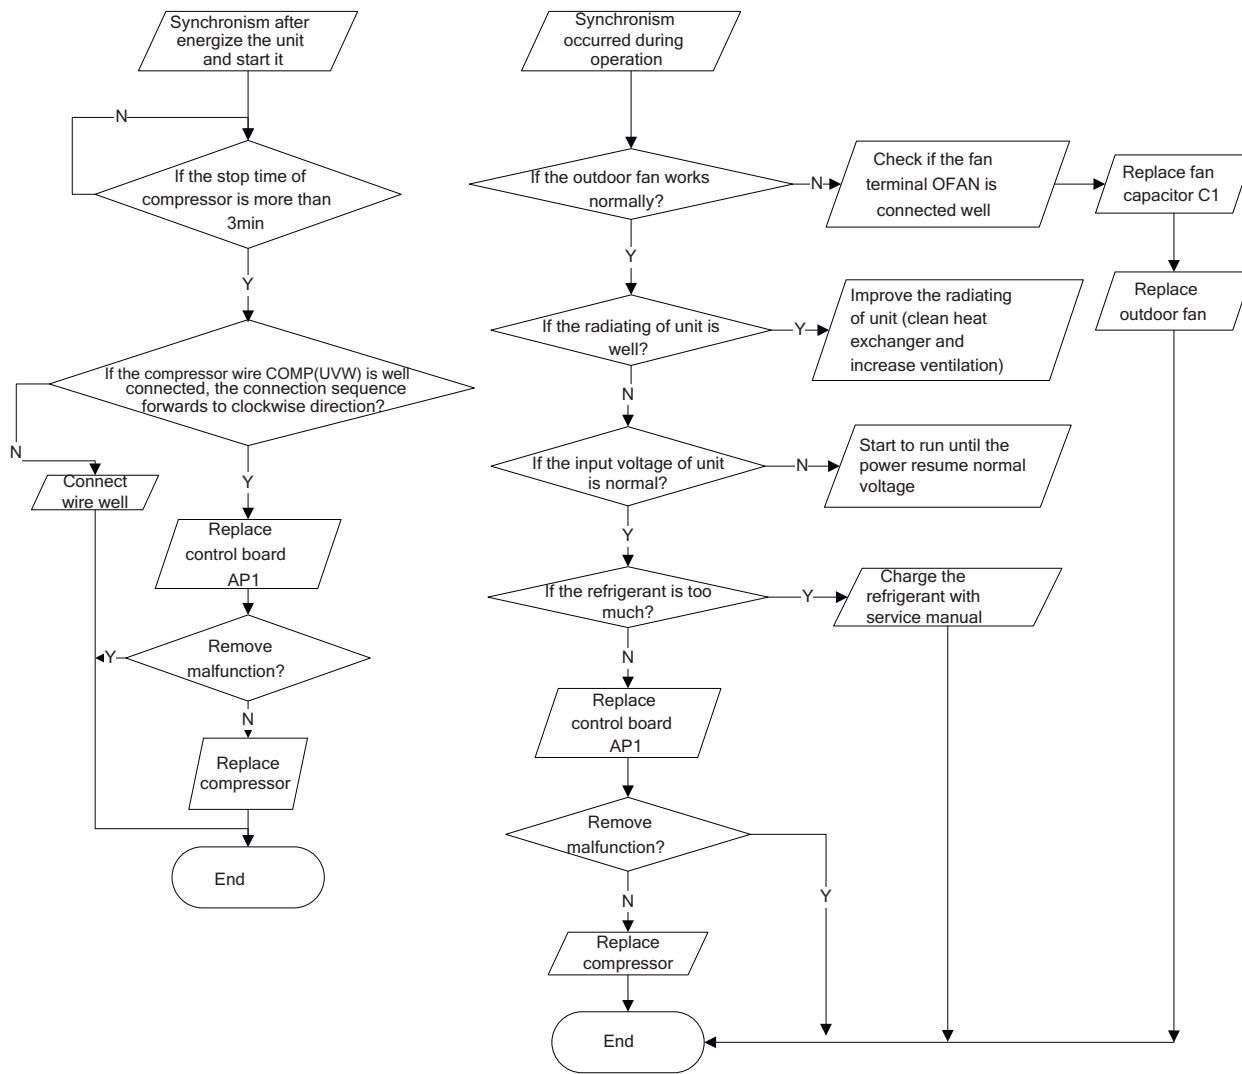 Synchronism after
energize the unit
and start it
N
If the stop time of
compressor is more than
3min
Y
If the compressor wire COMP(UVW) is well
connected, the connection sequence
forwards to clockwise direction?
N
Connect
wire well
Y
Replace
control board
AP1
Remove
malfunction?
Y
N
Replace
compressor
End
Synchronism
occurred during
operation
If the outdoor fan works
normally?
N
Check if the fan
terminal OFAN is
connected well
Replace fan
capacitor C1
Replace
outdoor fan
Y
If the radiating of unit is
well?
Y
Improve the radiating
of unit (clean heat
exchanger and
increase ventilation)
N
If the input voltage of unit
is normal?
N
Start to run until the
power resume normal
voltage
Y
If the refrigerant is too
much?
Y
Charge the
refrigerant with
service manual
N
Replace
control board
AP1
Remove
malfunction?
Y
N
Replace
compressor
End